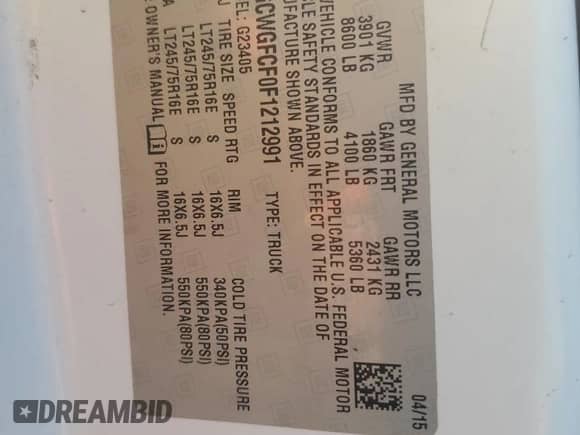 MFD BY GENERAL MOTORS LLC 04/15
GVWR GAWR FRT GAWR RR
3901 KG 1860 KG 2431 KG
8600 LB 4100 LB 5360 LB
VEHICLE CONFORMS TO ALL APPLICABLE U.S. FEDERAL MOTOR
LE SAFETY STANDARDS IN EFFECT ON THE DATE OF
FACTURE SHOWN ABOVE.
GCWGFCF0F1212991 TYPE: TRUCK
DEL: G23405
TIRE SIZE SPEED RTG RIM COLD TIRE PRESSURE
LT245/75R16E S 16X6.5J 340KPA(50PSI)
LT245/75R16E S 16X6.5J 550KPA(80PSI)
LT245/75R16E S 16X6.5J 550KPA(80PSI)
OWNER'S MANUAL FOR MORE INFORMATION.
DREAMBID